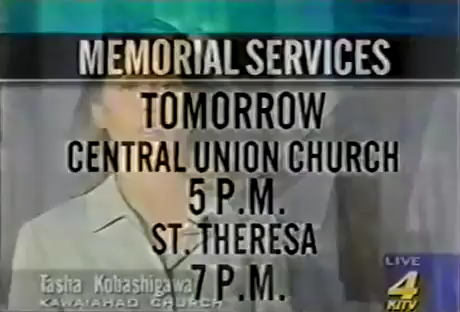 MEMORIAL SERVICES
TOMORROW
CENTRAL UNION CHURCH
5 P.M.
ST. THERESA
7 P.M.
Tasha Kobashigawa
KAWAIAHAO CHURCH
LIVE
4
KITV